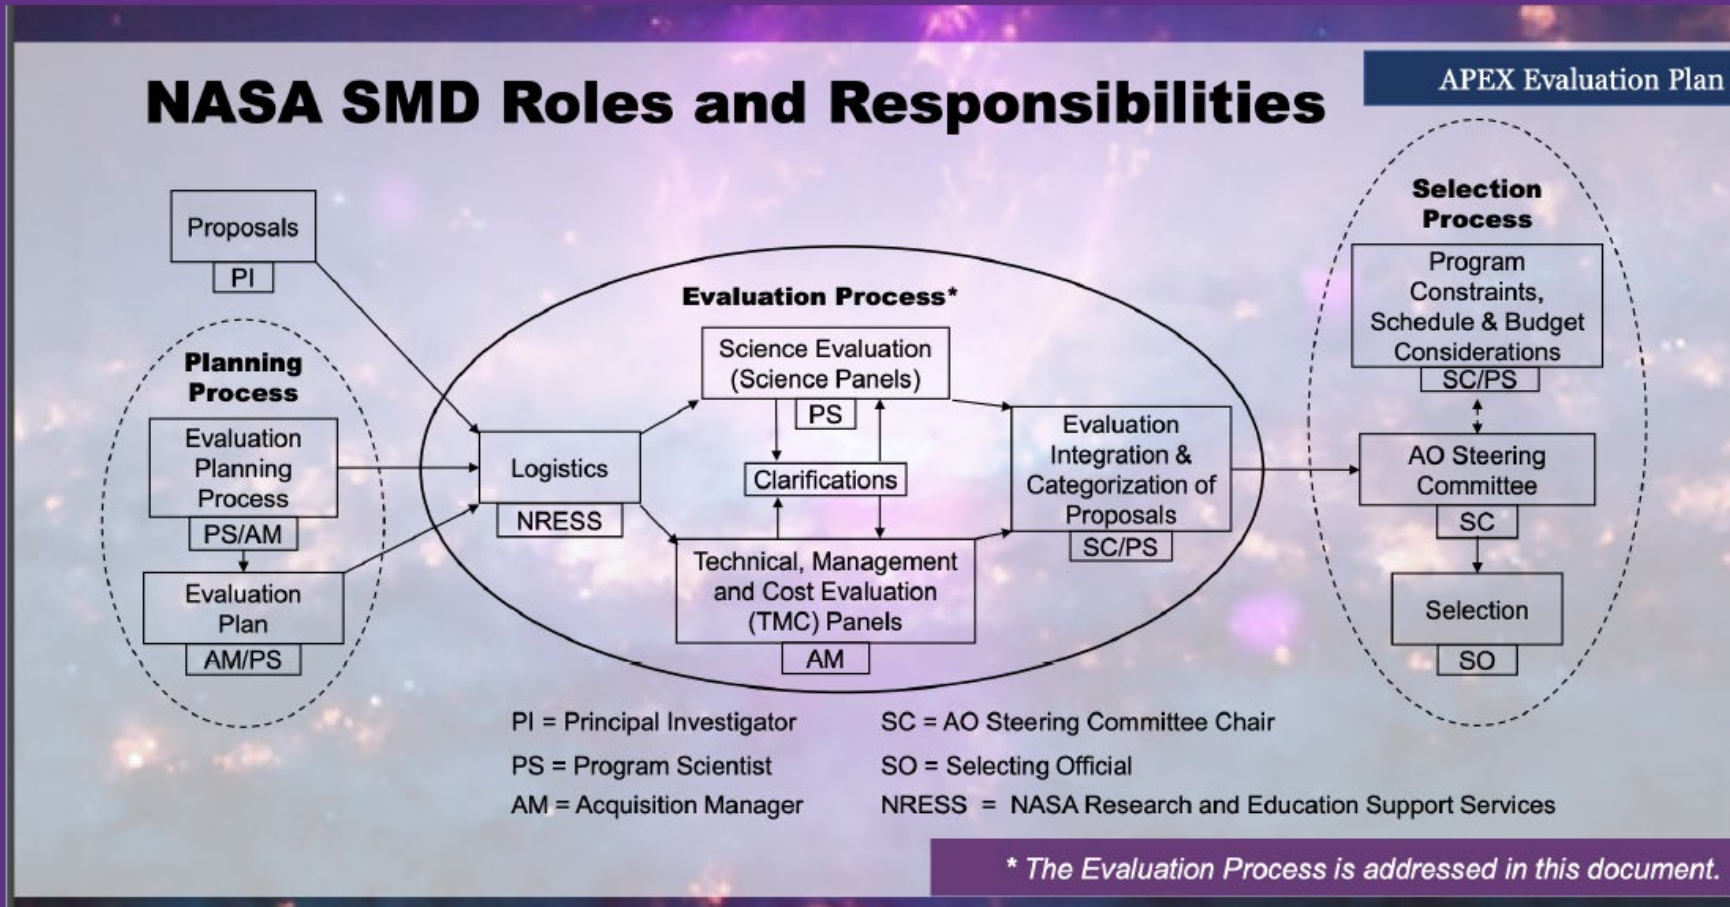 APEX Evaluation Plan
NASA SMD Roles and Responsibilities
Proposals
PI
Planning
Process
Evaluation
Planning
Process
PS/AM
Evaluation
Plan
AM/PS
Evaluation Process*
Logistics
NRESS
Science Evaluation
(Science Panels)
PS
Clarifications
Technical, Management
and Cost Evaluation
(TMC) Panels
AM
Evaluation
Integration &
Categorization of
Proposals
SC/PS
Selection
Process
Program
Constraints,
Schedule & Budget
Considerations
SC/PS
AO Steering
Committee
SC
Selection
SO
PI = Principal Investigator
PS = Program Scientist
AM = Acquisition Manager
SC = AO Steering Committee Chair
SO = Selecting Official
NRESS = NASA Research and Education Support Services
* The Evaluation Process is addressed in this document.